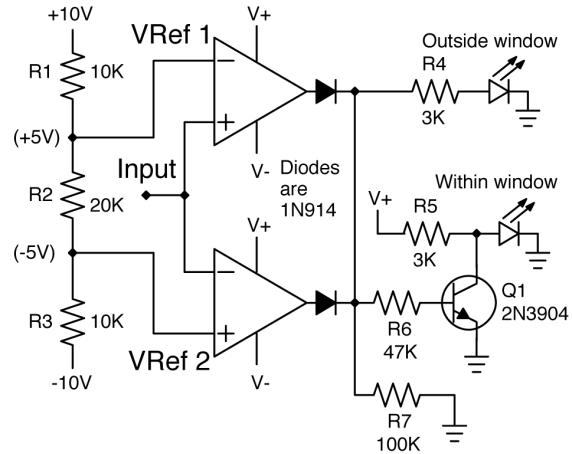 +10V
VRef 1
V+
Outside window
R1
10K
R4
3K
(+5V)
Input
V-
Diodes
are
1N914
R2
20K
V+
Within window
V+
R5
3K
(-5V)
Q1
2N3904
R3
10K
R6
47K
VRef 2
V-
-10V
R7
100K
−
+
−
+